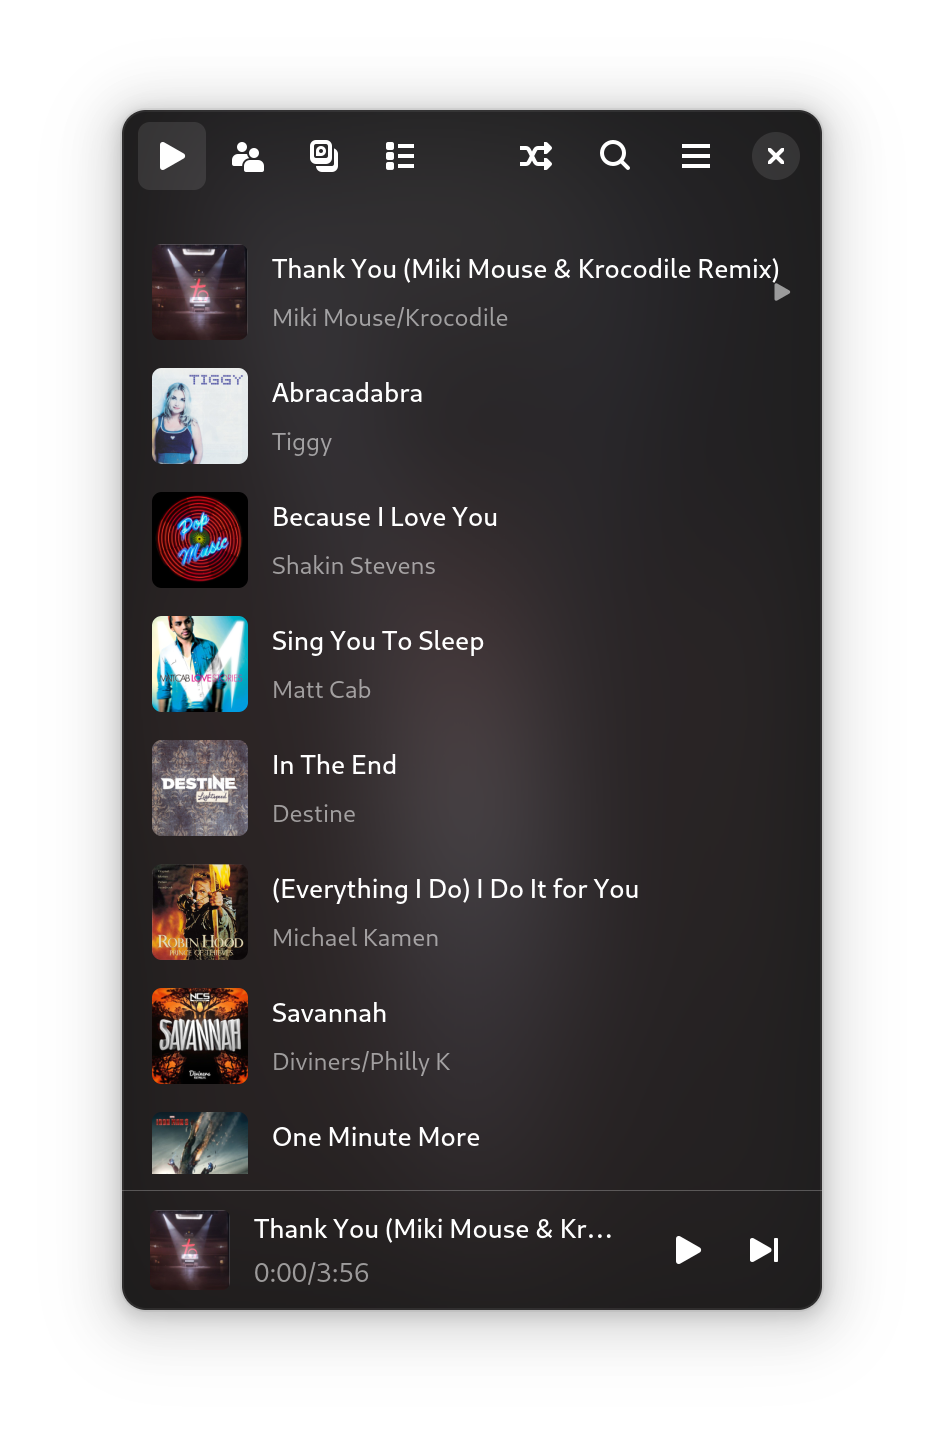 Thank You (Miki Mouse & Krocodile Remix)
Miki Mouse/Krocodile
TIGGY
Abracadabra
Tiggy
Pop
Music
Because I Love You
Shakin Stevens
MATT CAB LOVE STORIES
Sing You To Sleep
Matt Cab
DESTINE
Lightspeed
In The End
Destine
ROBIN HOOD
PRINCE OF THIEVES
(Everything I Do) I Do It for You
Michael Kamen
NCS
SAVANNAH
Diviners
Savannah
Diviners/Philly K
One Minute More
Thank You (Miki Mouse & Kr…
0:00/3:56